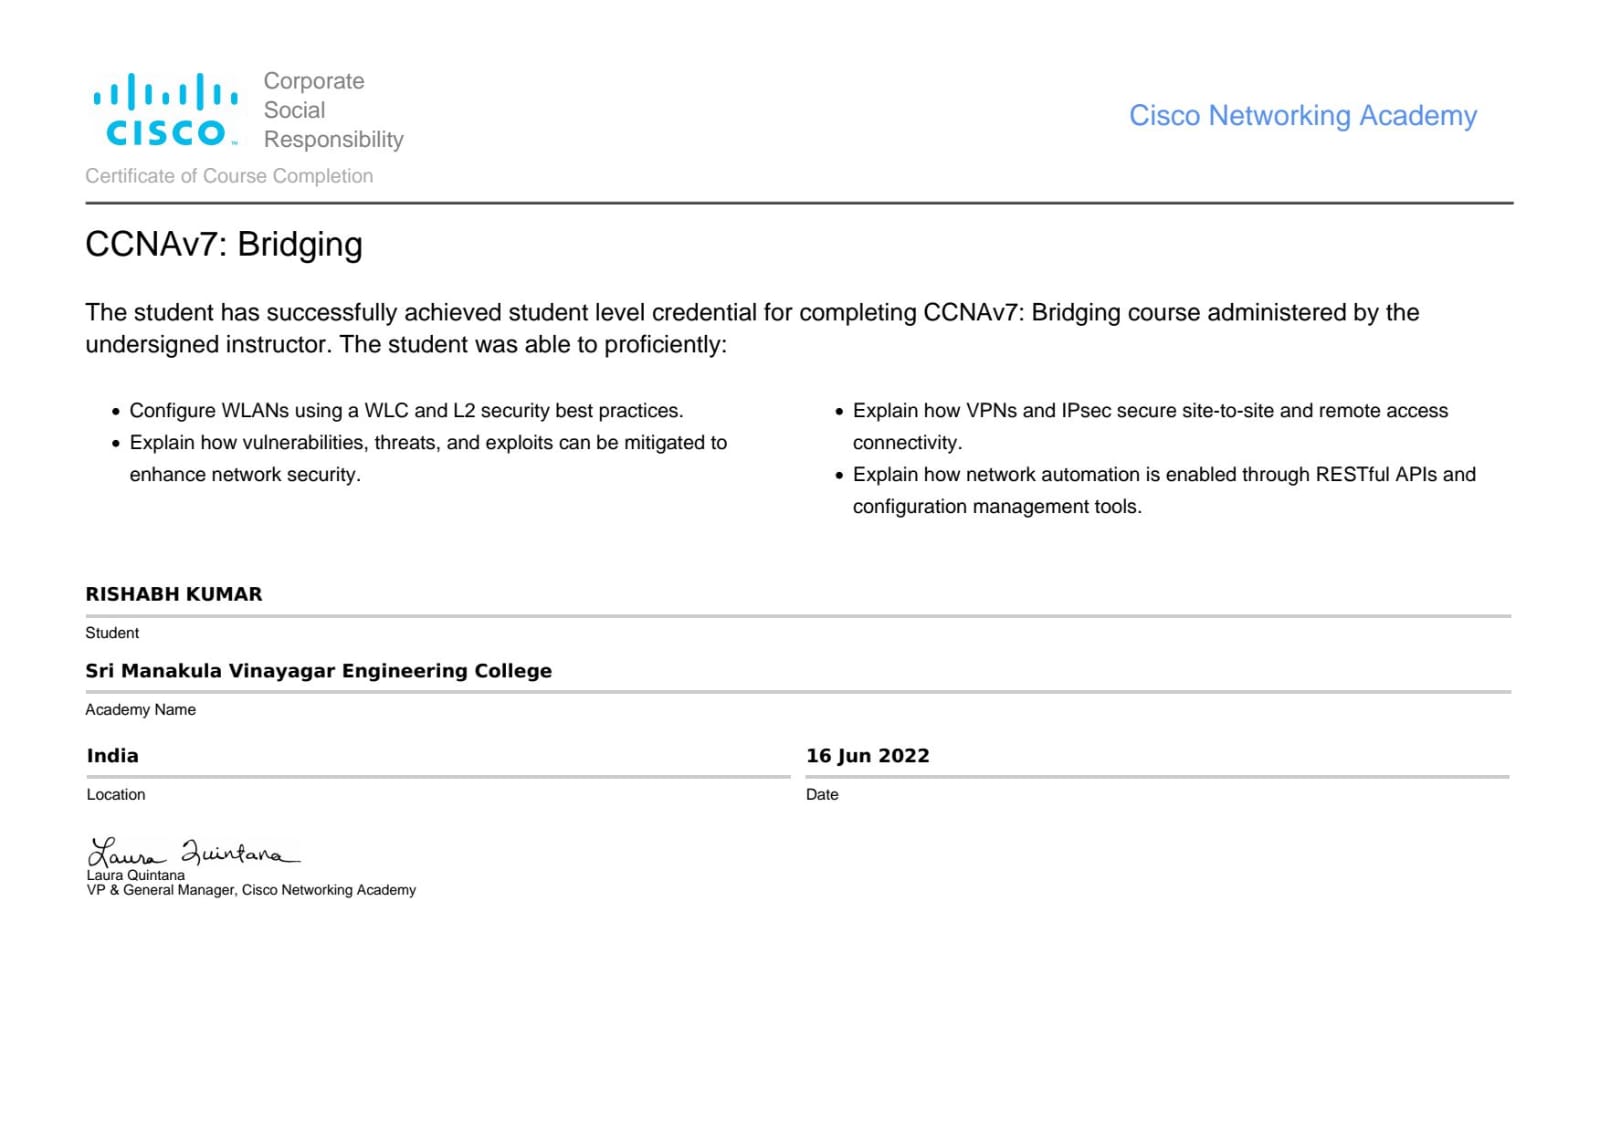 Corporate
Social
CISCO
Responsibility
Cisco Networking Academy
Certificate of Course Completion
CCNAv7: Bridging
The student has successfully achieved student level credential for completing CCNAv7: Bridging course administered by the
undersigned instructor. The student was able to proficiently:
• Configure WLANs using a WLC and L2 security best practices.
• Explain how vulnerabilities, threats, and exploits can be mitigated to
enhance network security.
• Explain how VPNs and IPsec secure site-to-site and remote access
connectivity.
• Explain how network automation is enabled through RESTful APIs and
configuration management tools.
RISHABH KUMAR
Student
Sri Manakula Vinayagar Engineering College
Academy Name
India
Location
16 Jun 2022
Date
Laura Quintana
Laura Quintana
VP & General Manager, Cisco Networking Academy